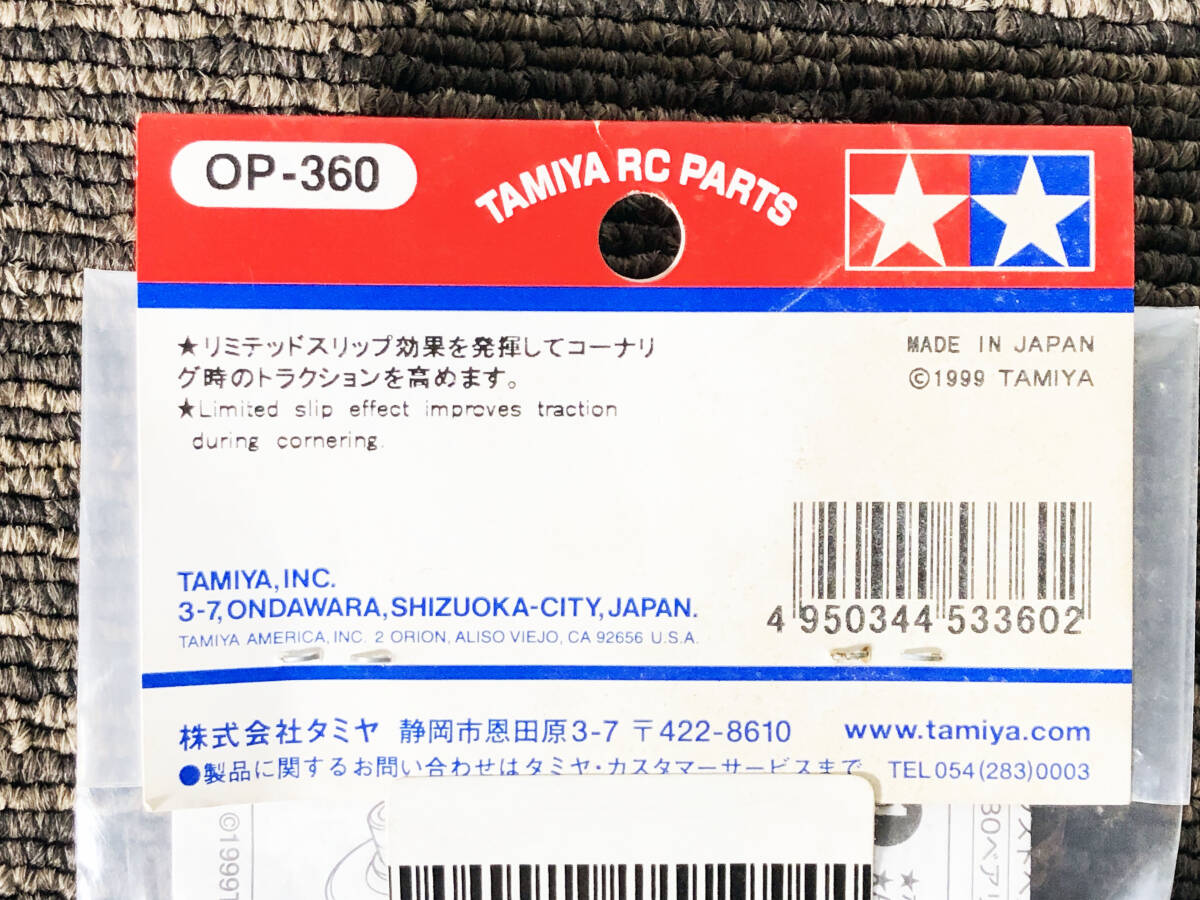 OP-360
TAMIYA RC PARTS
★リミテッドスリップ効果を発揮してコーナリ
グ時のトラクションを高めます。
★Limited slip effect improves traction
during cornering.
MADE IN JAPAN
©1999 TAMIYA
4 950344 533602
TAMIYA, INC.
3-7, ONDAWARA, SHIZUOKA-CITY, JAPAN.
TAMIYA AMERICA, INC. 2 ORION, ALISO VIEJO, CA 92656 U.S.A.
株式会社タミヤ 静岡市恩田原3-7 〒422-8610 www.tamiya.com
●製品に関するお問い合わせはタミヤ・カスタマーサービスまで TEL054(283)0003
©1999T